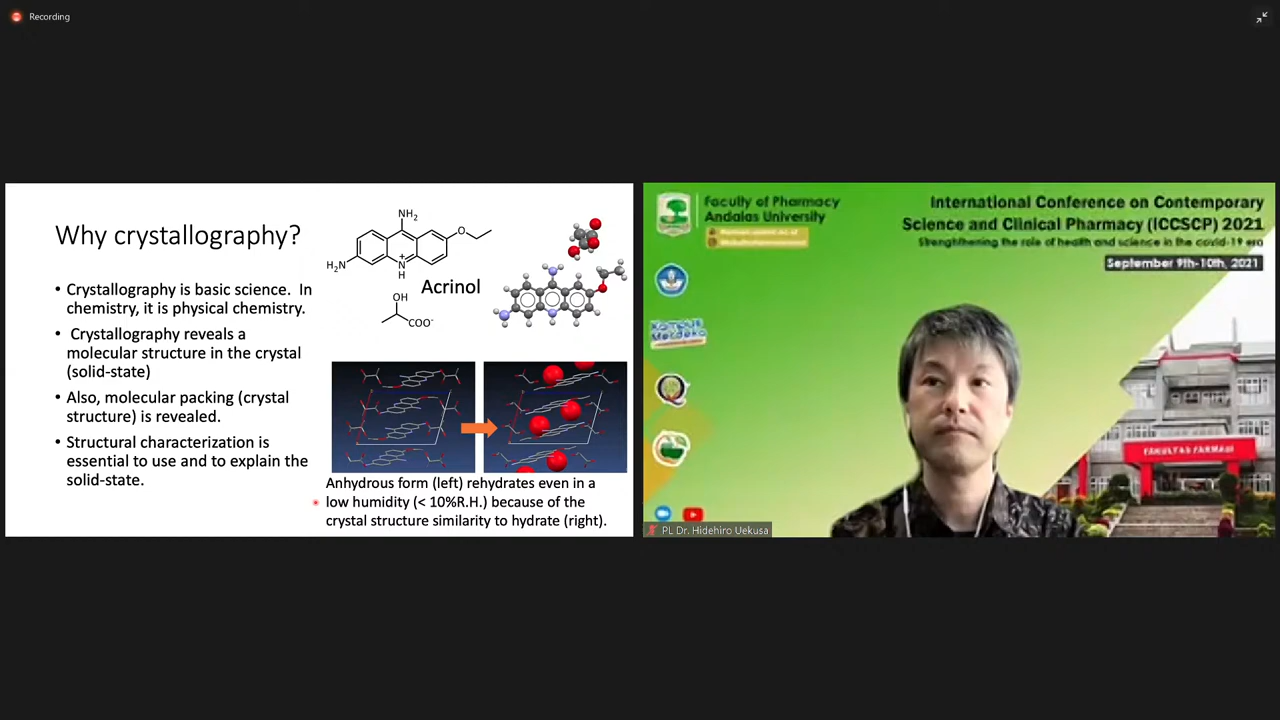 Recording
Why crystallography?
• Crystallography is basic science. In
chemistry, it is physical chemistry.
• Crystallography reveals a
molecular structure in the crystal
(solid-state)
• Also, molecular packing (crystal
structure) is revealed.
• Structural characterization is
essential to use and to explain the
solid-state.
NH₂
O
H₂N
N
+
H
OH
COO⁻
Acrinol
Anhydrous form (left) rehydrates even in a
low humidity (< 10%R.H.) because of the
crystal structure similarity to hydrate (right).
Faculty of Pharmacy
Andalas University
International Conference on Contemporary
Science and Clinical Pharmacy (ICCSCP) 2021
Strengthening the role of health and science in the covid-19 era
September 9th-10th, 2021
Kampus
Merdeka
FAKULTAS FARMASI
PL Dr. Hidehiro Uekusa